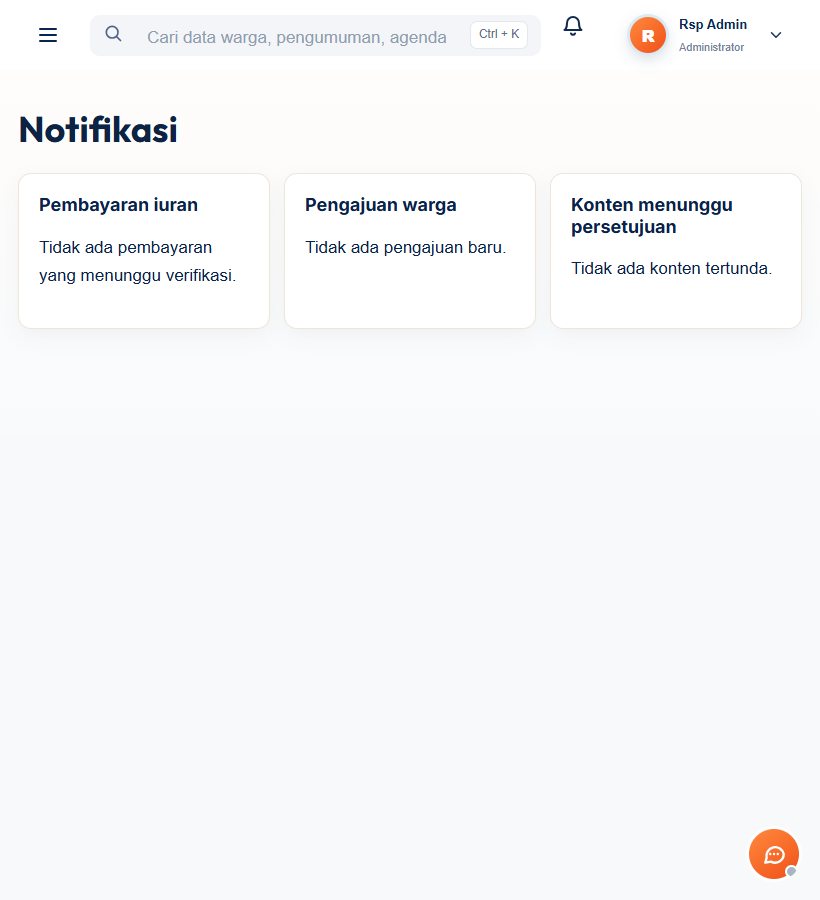 Cari data warga, pengumuman, agenda
Ctrl + K
R
Rsp Admin
Administrator
Notifikasi
Pembayaran iuran
Tidak ada pembayaran
yang menunggu verifikasi.
Pengajuan warga
Tidak ada pengajuan baru.
Konten menunggu
persetujuan
Tidak ada konten tertunda.